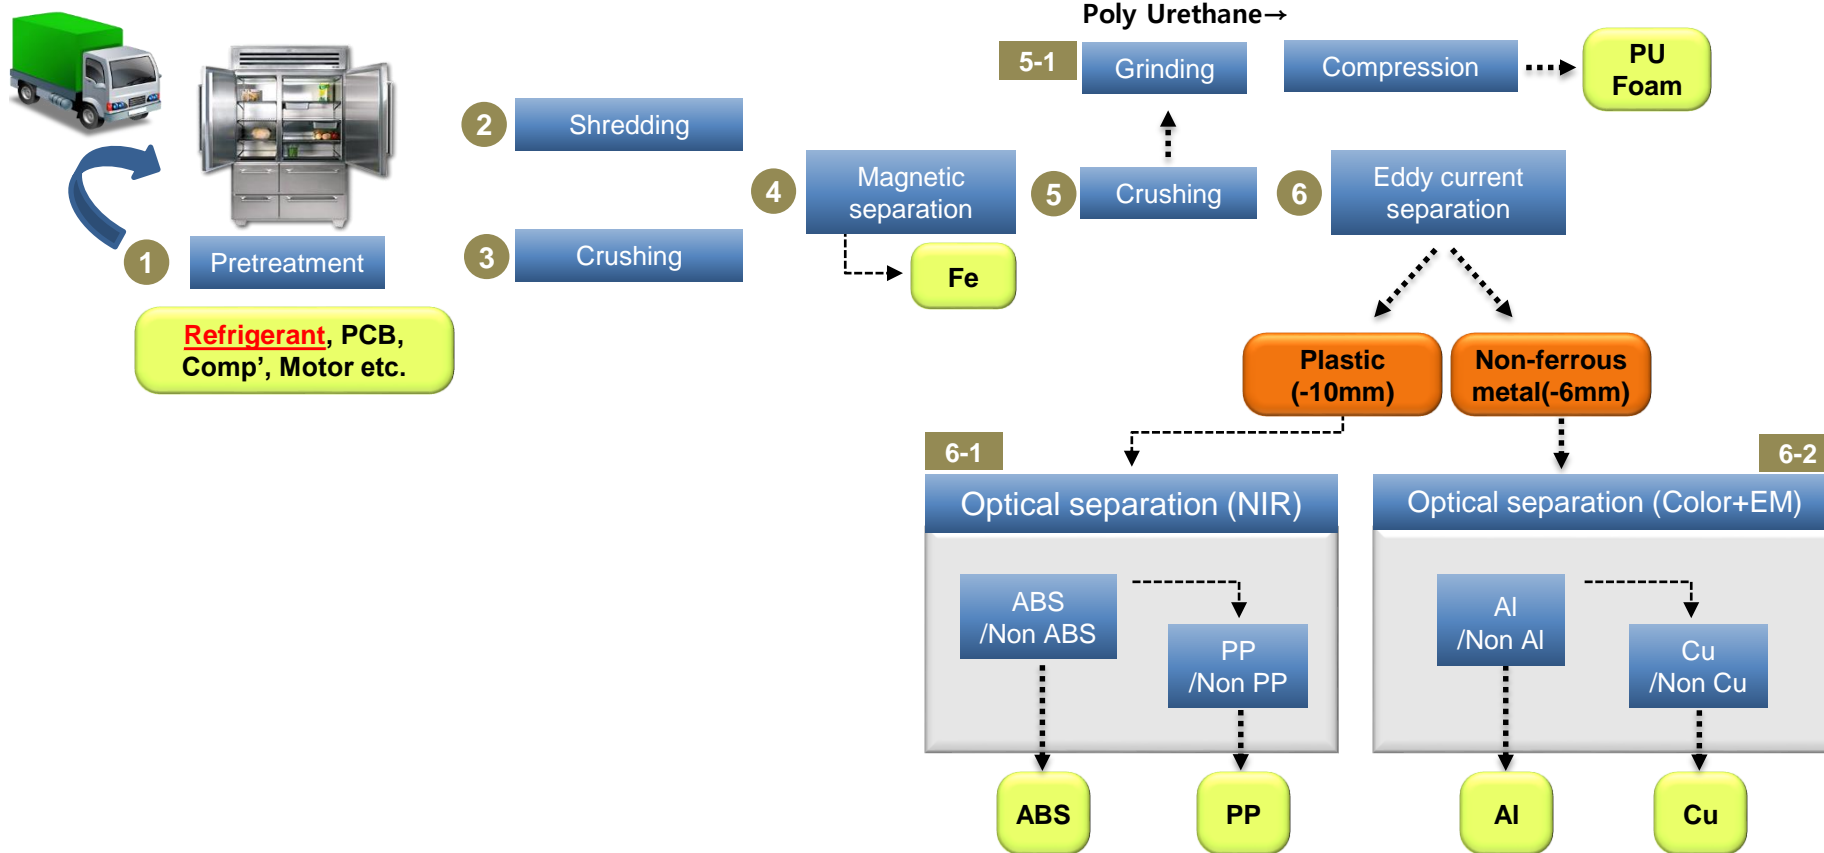 Poly Urethane→
5-1
Grinding
Compression
PU
Foam
2
Shredding
4
Magnetic
separation
5
Crushing
6
Eddy current
separation
1
Pretreatment
3
Crushing
Fe
Refrigerant, PCB,
Comp’, Motor etc.
Plastic
(-10mm)
Non-ferrous
metal(-6mm)
6-1
6-2
Optical separation (NIR)
Optical separation (Color+EM)
ABS
/Non ABS
PP
/Non PP
Al
/Non Al
Cu
/Non Cu
ABS
PP
Al
Cu